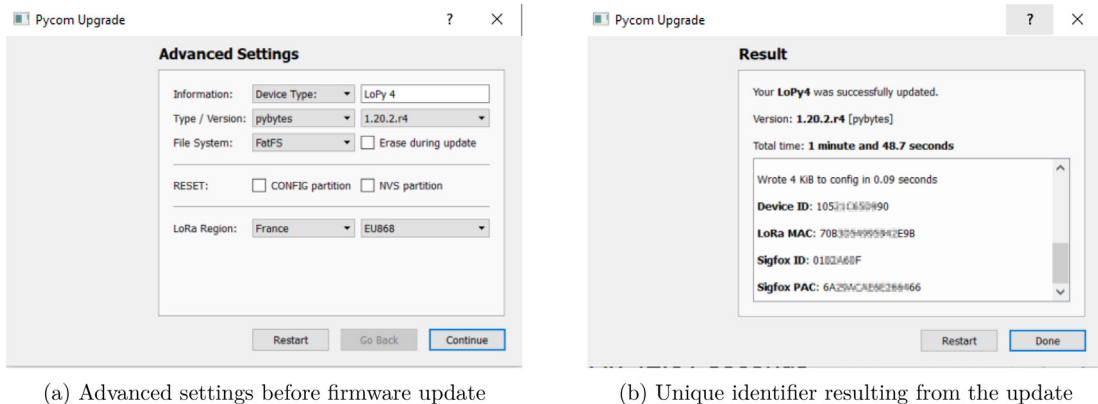 Pycom Upgrade
? ×
Advanced Settings
Information: Device Type: LoPy 4
Type / Version: pybytes 1.20.2.r4
File System: FatFS Erase during update
RESET: CONFIG partition NVS partition
LoRa Region: France EU868
Restart Go Back Continue
(a) Advanced settings before firmware update
Pycom Upgrade
? ×
Result
Your LoPy4 was successfully updated.
Version: 1.20.2.r4 [pybytes]
Total time: 1 minute and 48.7 seconds
Wrote 4 KiB to config in 0.09 seconds
Device ID:
LoRa MAC:
Sigfox ID:
Sigfox PAC:
Restart Done
(b) Unique identifier resulting from the update